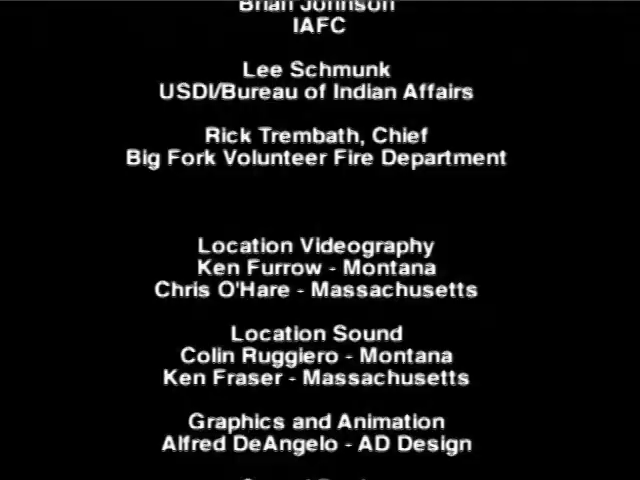 Brian Johnson
IAFC
Lee Schmunk
USDI/Bureau of Indian Affairs
Rick Trembath, Chief
Big Fork Volunteer Fire Department
Location Videography
Ken Furrow - Montana
Chris O'Hare - Massachusetts
Location Sound
Colin Ruggiero - Montana
Ken Fraser - Massachusetts
Graphics and Animation
Alfred DeAngelo - AD Design